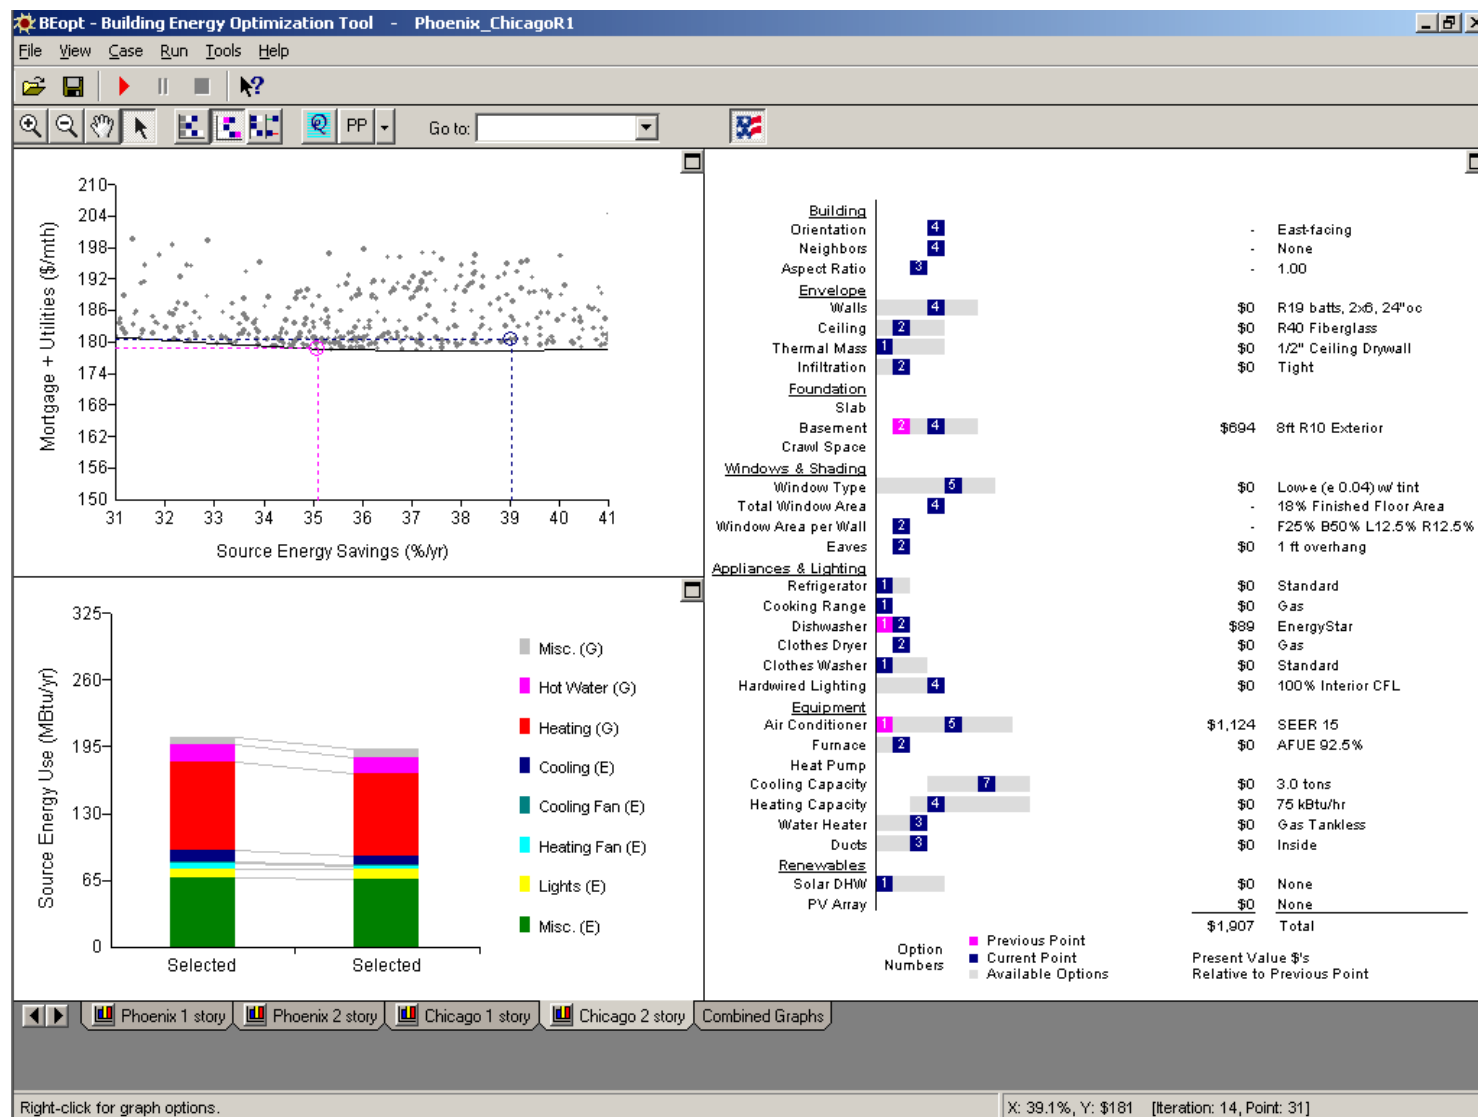 BEopt - Building Energy Optimization Tool - Phoenix_ChicagoR1
File View Case Run Tools Help
PP Go to:
Mortgage + Utilities ($/mth)
210
204
198
192
186
180
174
168
162
156
150
31 32 33 34 35 36 37 38 39 40 41
Source Energy Savings (%/yr)
Source Energy Use (MBtu/yr)
325
260
195
130
65
0
Selected Selected
Misc. (G)
Hot Water (G)
Heating (G)
Cooling (E)
Cooling Fan (E)
Heating Fan (E)
Lights (E)
Misc. (E)
Building
Orientation 4 - East-facing
Neighbors 4 - None
Aspect Ratio 3 - 1.00
Envelope
Walls 4 $0 R19 batts, 2x6, 24"oc
Ceiling 2 $0 R40 Fiberglass
Thermal Mass 1 $0 1/2" Ceiling Drywall
Infiltration 2 $0 Tight
Foundation
Slab
Basement 2 4 $694 8ft R10 Exterior
Crawl Space
Windows & Shading
Window Type 5 $0 Low-e (e 0.04) w/ tint
Total Window Area 4 - 18% Finished Floor Area
Window Area per Wall 2 - F25% B50% L12.5% R12.5%
Eaves 2 $0 1 ft overhang
Appliances & Lighting
Refrigerator 1 $0 Standard
Cooking Range 1 $0 Gas
Dishwasher 1 2 $89 EnergyStar
Clothes Dryer 2 $0 Gas
Clothes Washer 1 $0 Standard
Hardwired Lighting 4 $0 100% Interior CFL
Equipment
Air Conditioner 1 5 $1,124 SEER 15
Furnace 2 $0 AFUE 92.5%
Heat Pump
Cooling Capacity 7 $0 3.0 tons
Heating Capacity 4 $0 75 kBtu/hr
Water Heater 3 $0 Gas Tankless
Ducts 3 $0 Inside
Renewables
Solar DHW 1 $0 None
PV Array $0 None
$1,907 Total
Option Numbers
Previous Point
Current Point
Available Options
Present Value $'s
Relative to Previous Point
Phoenix 1 story Phoenix 2 story Chicago 1 story Chicago 2 story Combined Graphs
Right-click for graph options. X: 39.1%, Y: $181 [Iteration: 14, Point: 31]